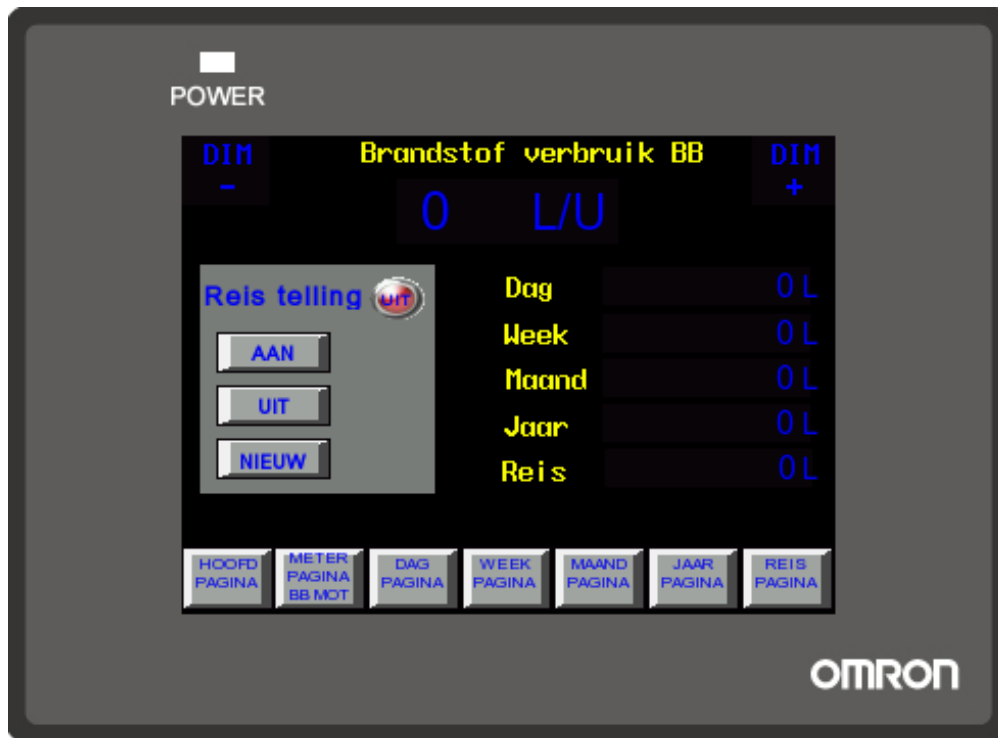 POWER
DIM
-
Brandstof verbruik BB
DIM
+
0 L/U
Reis telling UIT
AAN
UIT
NIEUW
Dag 0 L
Week 0 L
Maand 0 L
Jaar 0 L
Reis 0 L
HOOFD
PAGINA
METER
PAGINA
BB MOT
DAG
PAGINA
WEEK
PAGINA
MAAND
PAGINA
JAAR
PAGINA
REIS
PAGINA
OMRON